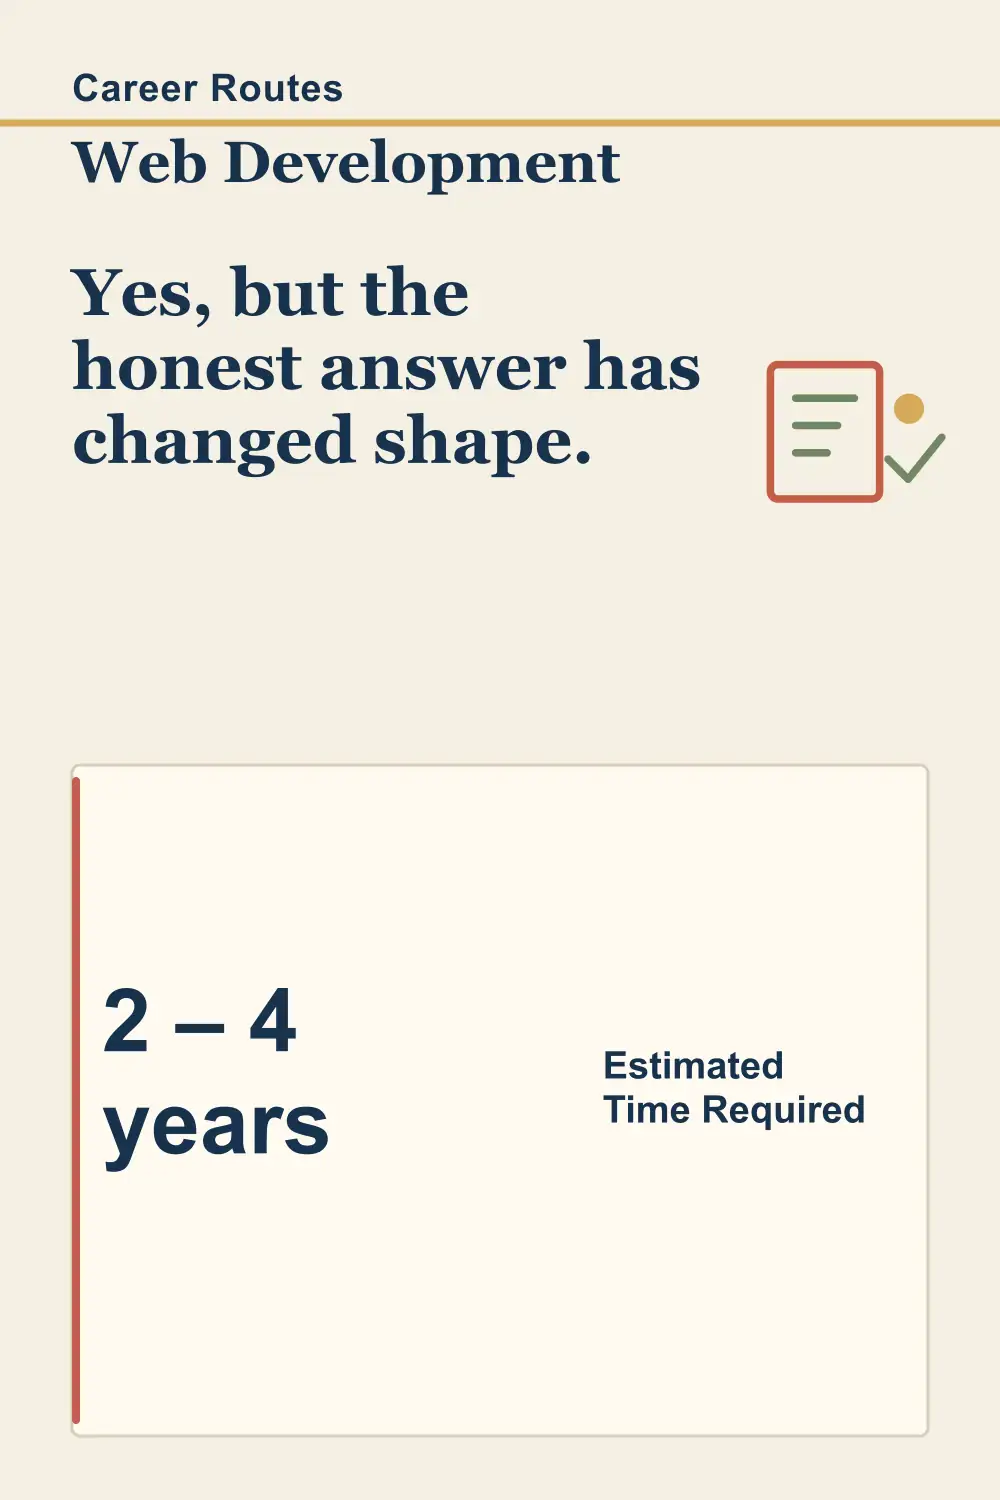 Career Routes
Web Development
Yes, but the
honest answer has
changed shape.
2 – 4
years
Estimated
Time Required